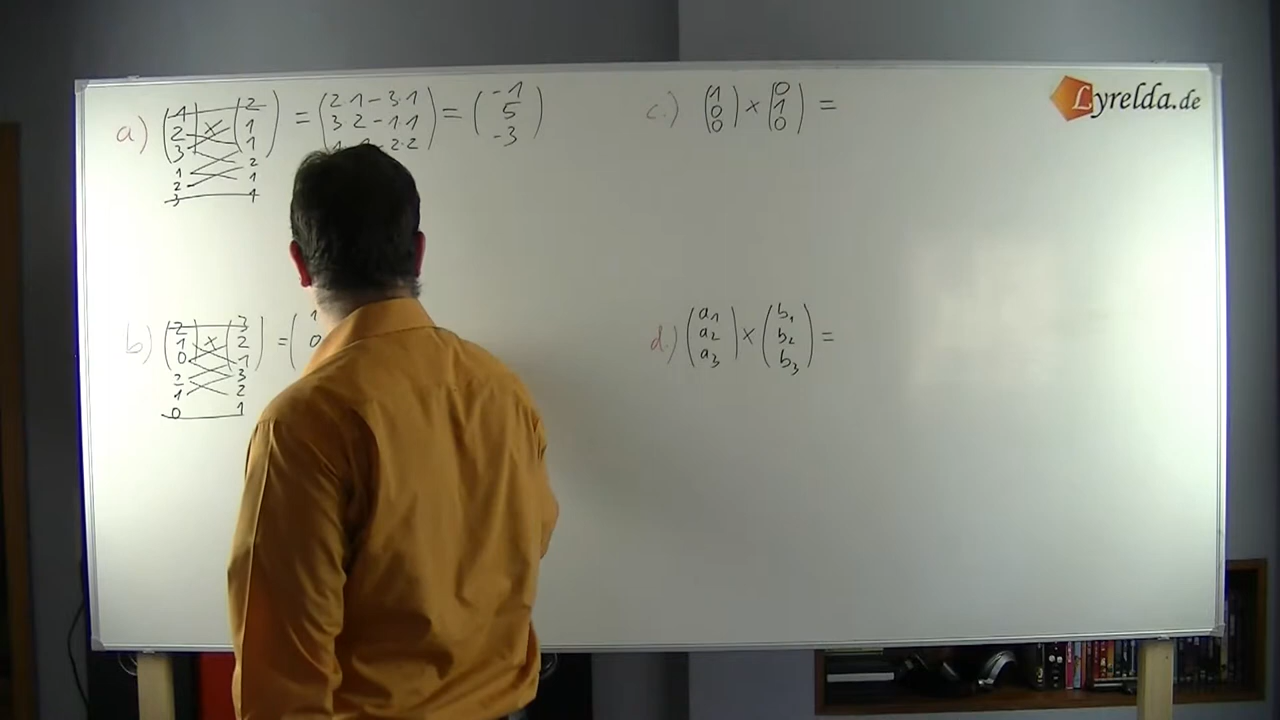 a) (1 2 3) × (2 1 1) = (2·1 − 3·1 3·2 − 1·1 − 2·2) = (-1 5 -3)
1 2
2 1
3 1
b) (2 1 0) × (3 2 1) = (1 0
2 3
1 2
0 1
c.) (1 0 0) × (0 1 0) =
Lyrelda.de
d.) (a₁ a₂ a₃) × (b₁ b₂ b₃) =